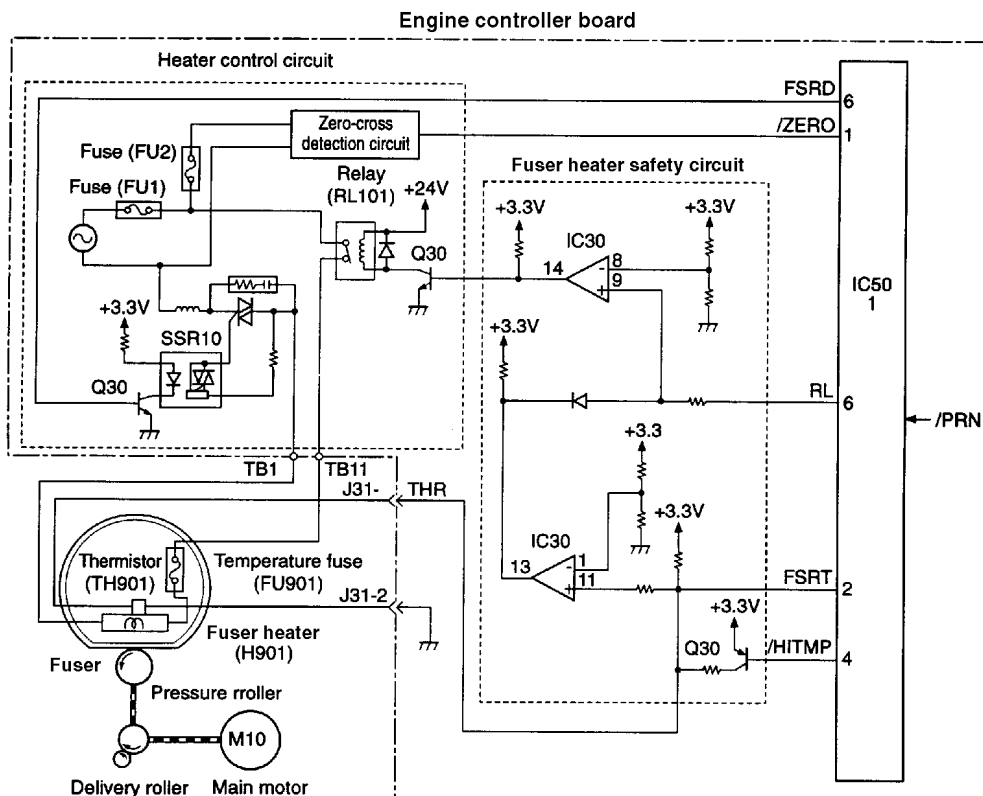 Engine controller board
Heater control circuit
FSRD
6
/ZERO
1
Zero-cross
detection circuit
Fuse (FU2)
Fuse (FU1)
Relay
(RL101)
+24V
Fuser heater safety circuit
+3.3V
+3.3V
IC30
Q30
14
-
8
+
9
IC50
1
+3.3V
SSR10
+3.3V
Q30
RL
6
/PRN
+3.3
TB1
TB11
J31-
THR
+3.3V
IC30
13
-
1
+
11
FSRT
2
Thermistor
(TH901)
Temperature fuse
(FU901)
J31-2
+3.3V
Q30
/HITMP
4
Fuser heater
(H901)
Fuser
Pressure rroller
M10
Delivery roller
Main motor